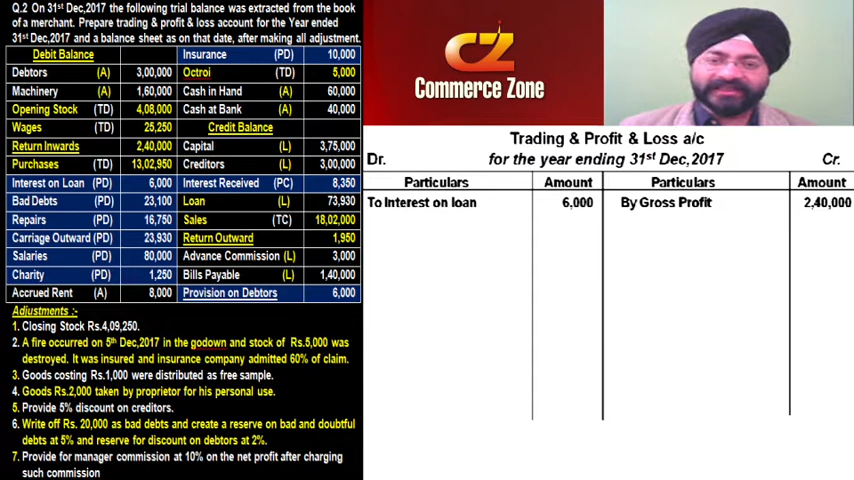 Q.2 On 31st Dec,2017 the following trial balance was extracted from the book
of a merchant. Prepare trading & profit & loss account for the Year ended
31st Dec,2017 and a balance sheet as on that date, after making all adjustment.
Debit Balance
Debtors (A) 3,00,000
Machinery (A) 1,60,000
Opening Stock (TD) 4,08,000
Wages (TD) 25,250
Return Inwards 2,40,000
Purchases (TD) 13,02,950
Interest on Loan (PD) 6,000
Bad Debts (PD) 23,100
Repairs (PD) 16,750
Carriage Outward (PD) 23,930
Salaries (PD) 80,000
Charity (PD) 1,250
Accrued Rent (A) 8,000
Insurance (PD) 10,000
Octroi (TD) 5,000
Cash in Hand (A) 60,000
Cash at Bank (A) 40,000
Credit Balance
Capital (L) 3,75,000
Creditors (L) 3,00,000
Interest Received (PC) 8,350
Loan (L) 73,930
Sales (TC) 18,02,000
Return Outward 1,950
Advance Commission (L) 3,000
Bills Payable (L) 1,40,000
Provision on Debtors 6,000
Adjustments :-
1. Closing Stock Rs.4,09,250.
2. A fire occurred on 5th Dec,2017 in the godown and stock of Rs.5,000 was
destroyed. It was insured and insurance company admitted 60% of claim.
3. Goods costing Rs.1,000 were distributed as free sample.
4. Goods Rs.2,000 taken by proprietor for his personal use.
5. Provide 5% discount on creditors.
6. Write off Rs. 20,000 as bad debts and create a reserve on bad and doubtful
debts at 5% and reserve for discount on debtors at 2%.
7. Provide for manager commission at 10% on the net profit after charging
such commission
CZ
Commerce Zone
Trading & Profit & Loss a/c
Dr. for the year ending 31st Dec,2017 Cr.
Particulars Amount Particulars Amount
To Interest on loan 6,000 By Gross Profit 2,40,000